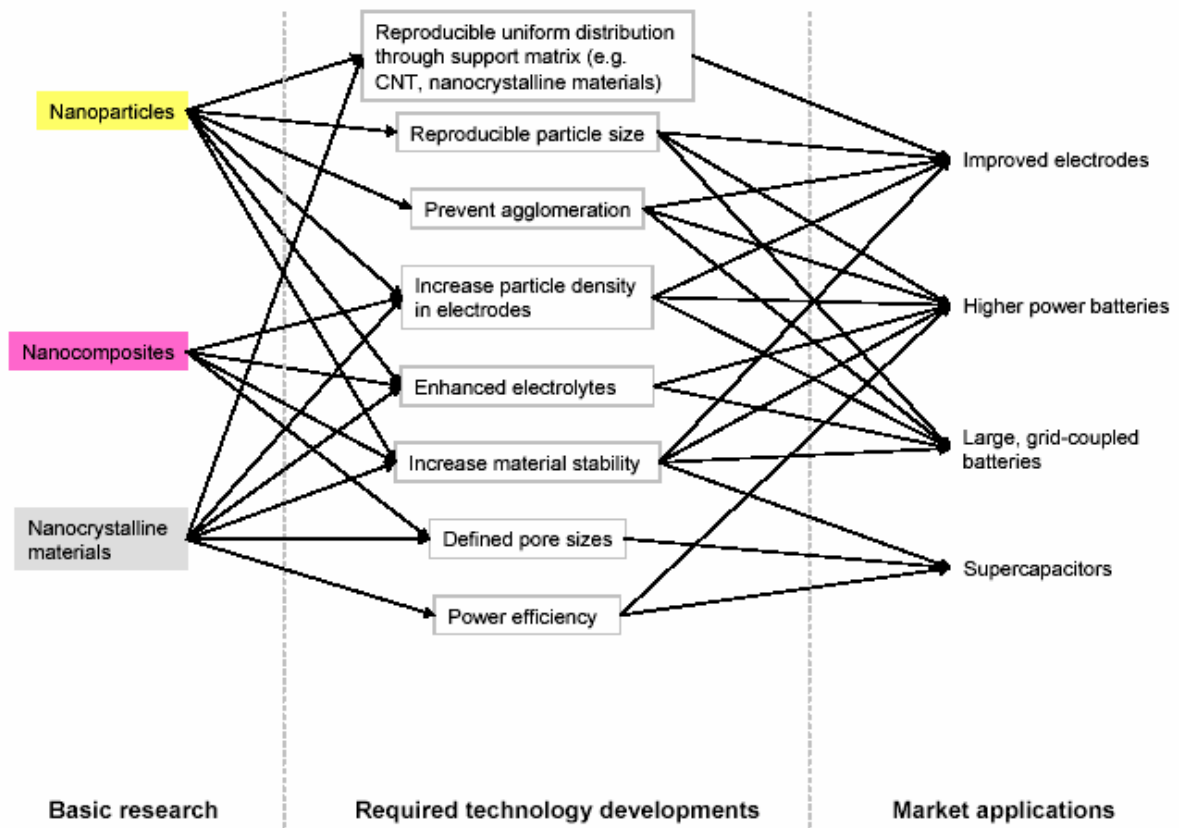 Reproducible uniform distribution
through support matrix (e.g.
CNT, nanocrystalline materials)
Nanoparticles
Reproducible particle size
Improved electrodes
Prevent agglomeration
Increase particle density
in electrodes
Higher power batteries
Nanocomposites
Enhanced electrolytes
Large, grid-coupled
batteries
Increase material stability
Nanocrystalline
materials
Defined pore sizes
Supercapacitors
Power efficiency
Basic research
Required technology developments
Market applications